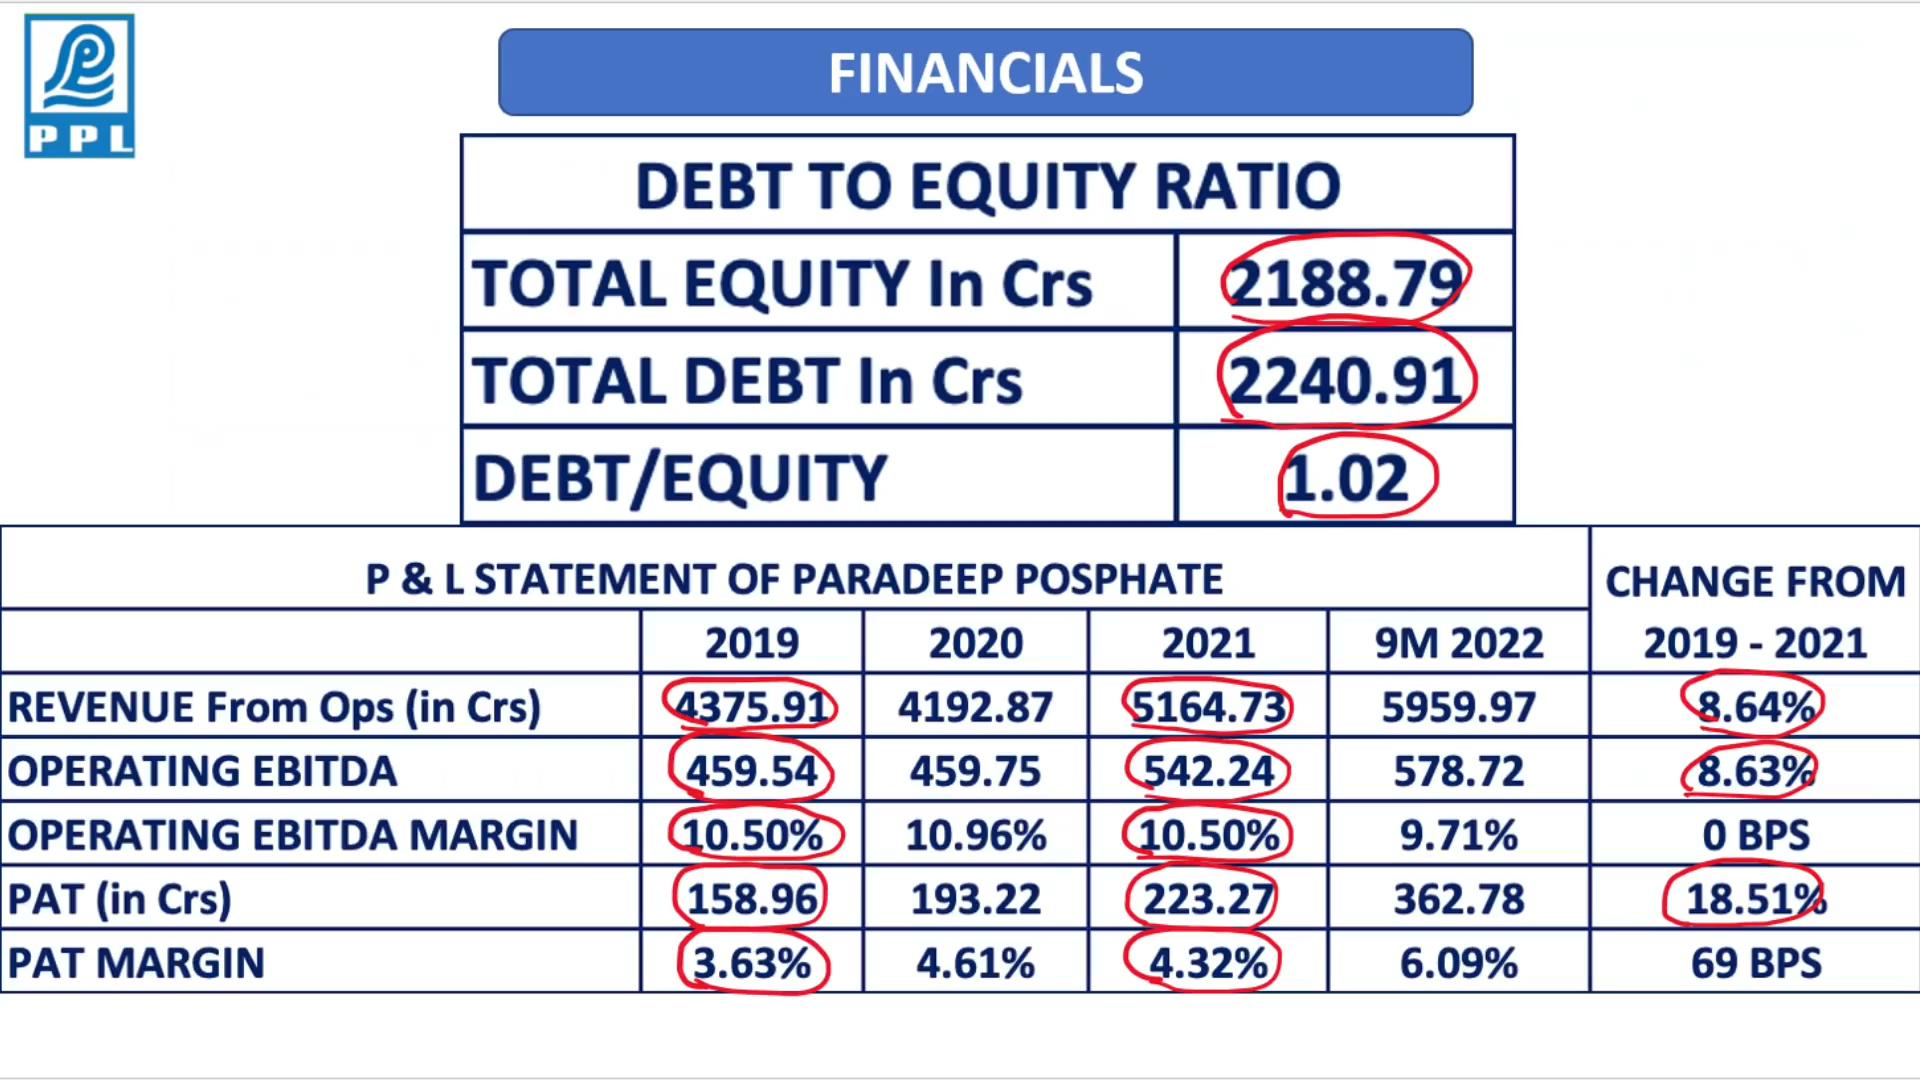 PPL
FINANCIALS
DEBT TO EQUITY RATIO
TOTAL EQUITY In Crs 2188.79
TOTAL DEBT In Crs 2240.91
DEBT/EQUITY 1.02
P & L STATEMENT OF PARADEEP POSPHATE CHANGE FROM
2019 2020 2021 9M 2022 2019 - 2021
REVENUE From Ops (in Crs) 4375.91 4192.87 5164.73 5959.97 8.64%
OPERATING EBITDA 459.54 459.75 542.24 578.72 8.63%
OPERATING EBITDA MARGIN 10.50% 10.96% 10.50% 9.71% 0 BPS
PAT (in Crs) 158.96 193.22 223.27 362.78 18.51%
PAT MARGIN 3.63% 4.61% 4.32% 6.09% 69 BPS